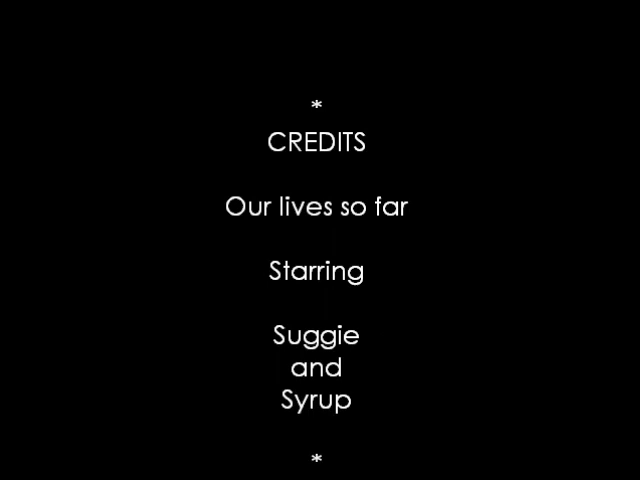 *
CREDITS
Our lives so far
Starring
Suggie
and
Syrup
*